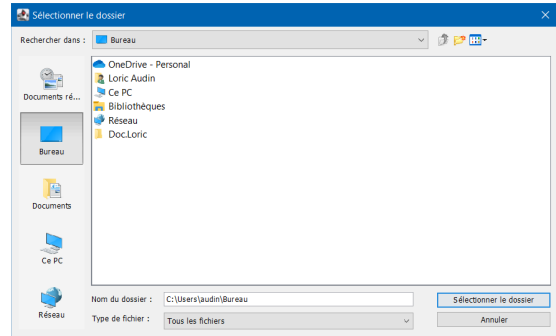 Sélectionner le dossier
Rechercher dans :
Bureau
Documents ré...
Bureau
Documents
Ce PC
Réseau
OneDrive - Personal
Loric Audin
Ce PC
Bibliothèques
Réseau
Doc.Loric
Nom du dossier :
C:\Users\audin\Bureau
Sélectionner le dossier
Type de fichier :
Tous les fichiers
Annuler